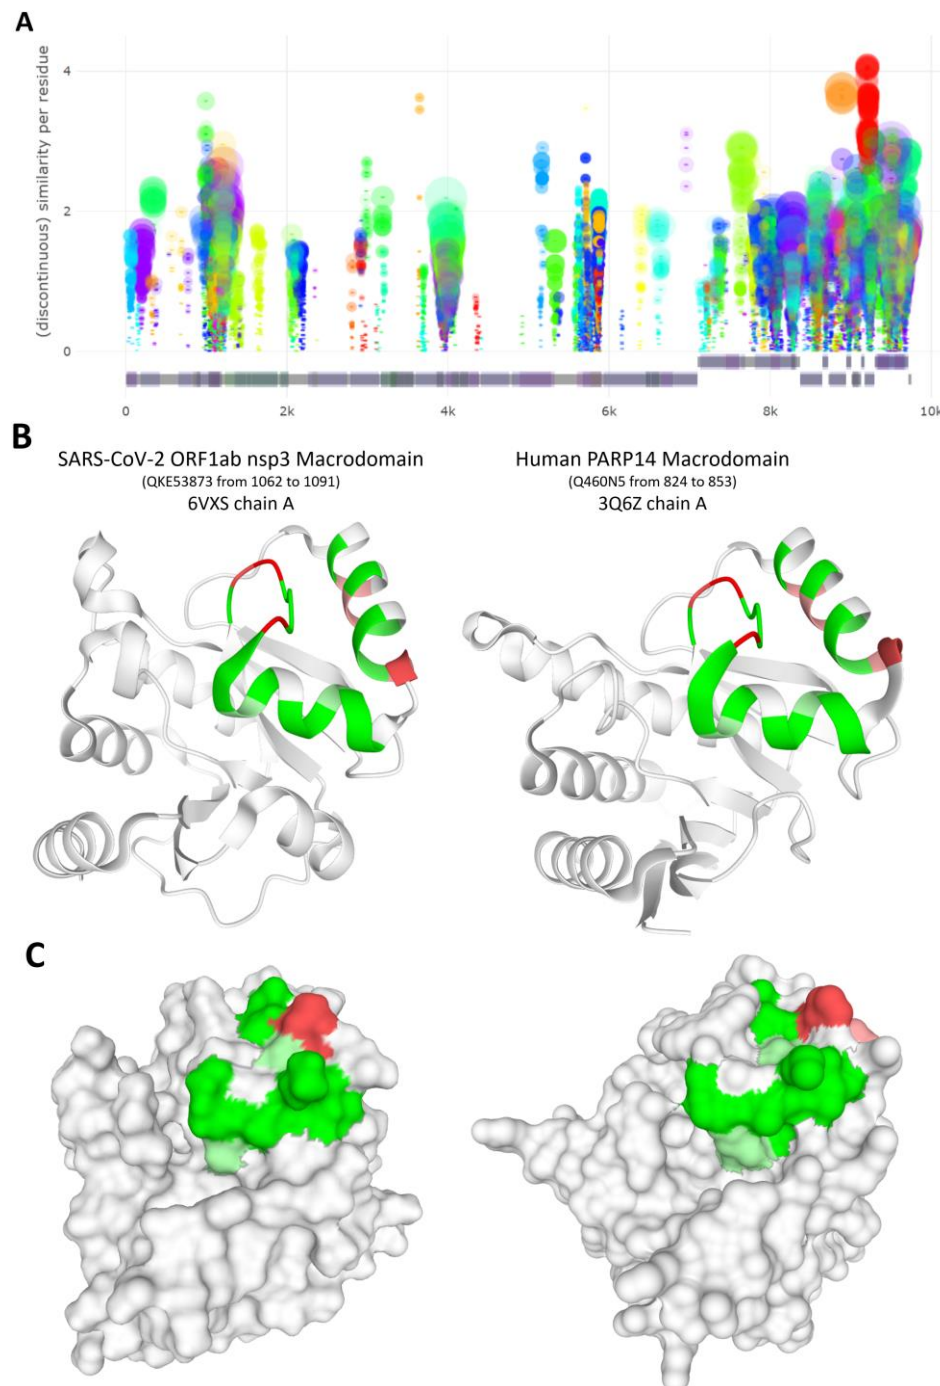 A
(discontinuous) similarity per residue
4
2
0
0
2k
4k
6k
8k
10k
B
SARS-CoV-2 ORF1ab nsp3 Macrodomain
(QKE53873 from 1062 to 1091)
6VXS chain A
Human PARP14 Macrodomain
(Q460N5 from 824 to 853)
3Q6Z chain A
C